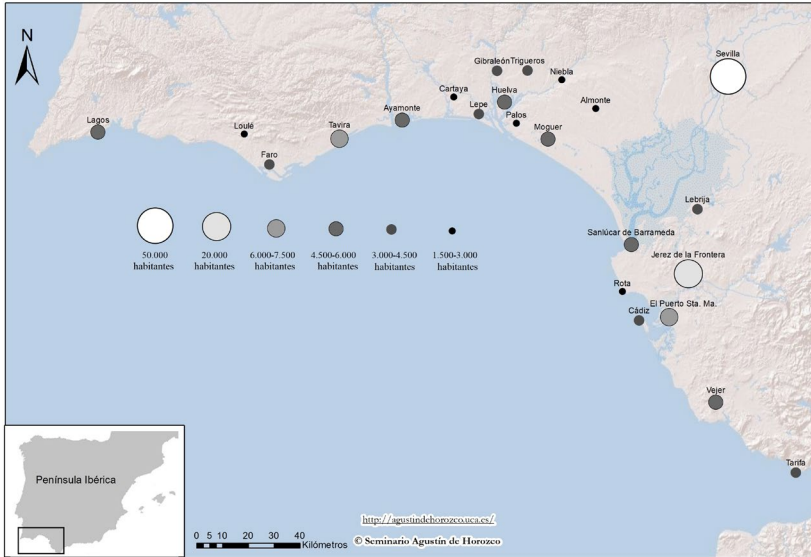 N
Sevilla
Gibraleón
Trigueros
Niebla
Cartaya
Huelva
Almonte
Lepe
Palos
Ayamonte
Moguer
Lagos
Loulé
Tavira
Faro
Lebrija
Sanlúcar de Barrameda
Jerez de la Frontera
Rota
El Puerto Sta. Ma.
Cádiz
Vejer
Tarifa
50.000
habitantes
20.000
habitantes
6.000-7.500
habitantes
4.500-6.000
habitantes
3.000-4.500
habitantes
1.500-3.000
habitantes
Península Ibérica
0 5 10 20 30 40
Kilómetros
http://agustindehorozco.uca.es/
© Seminario Agustín de Horozco